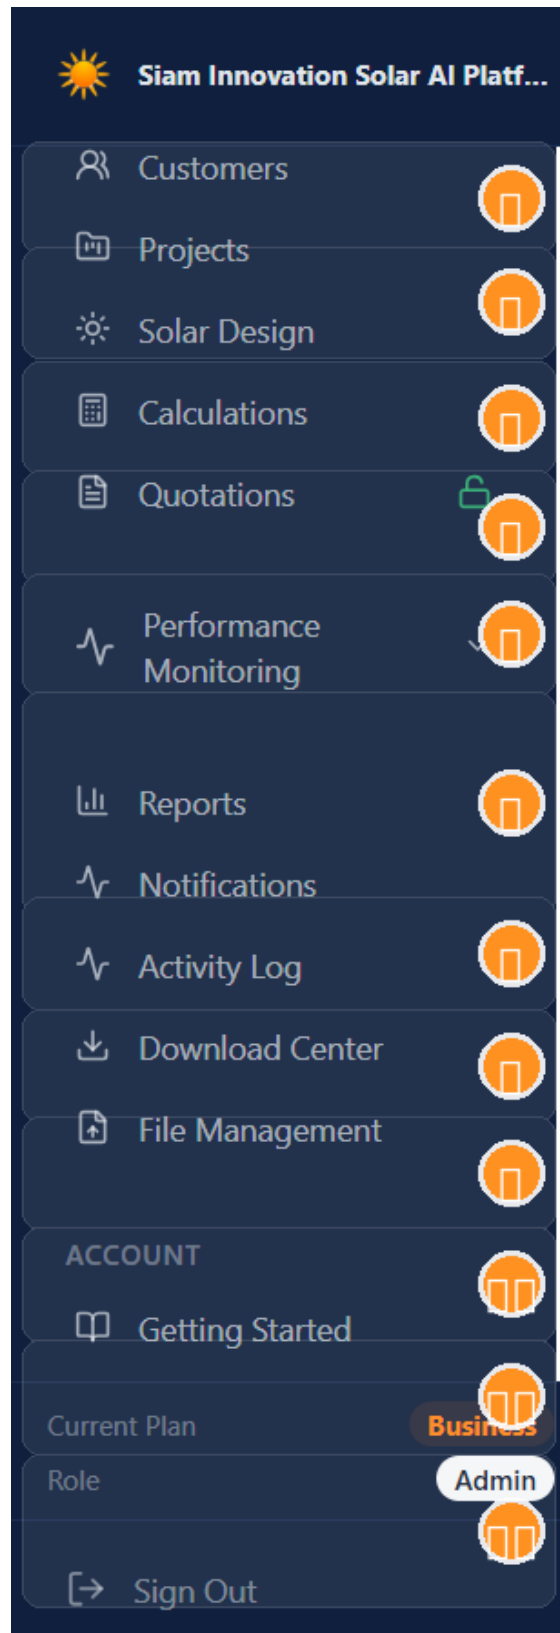 Siam Innovation Solar AI Platf...
Customers
Projects
Solar Design
Calculations
Quotations
Performance
Monitoring
Reports
Notifications
Activity Log
Download Center
File Management
ACCOUNT
Getting Started
Current Plan
Business
Role
Admin
Sign Out